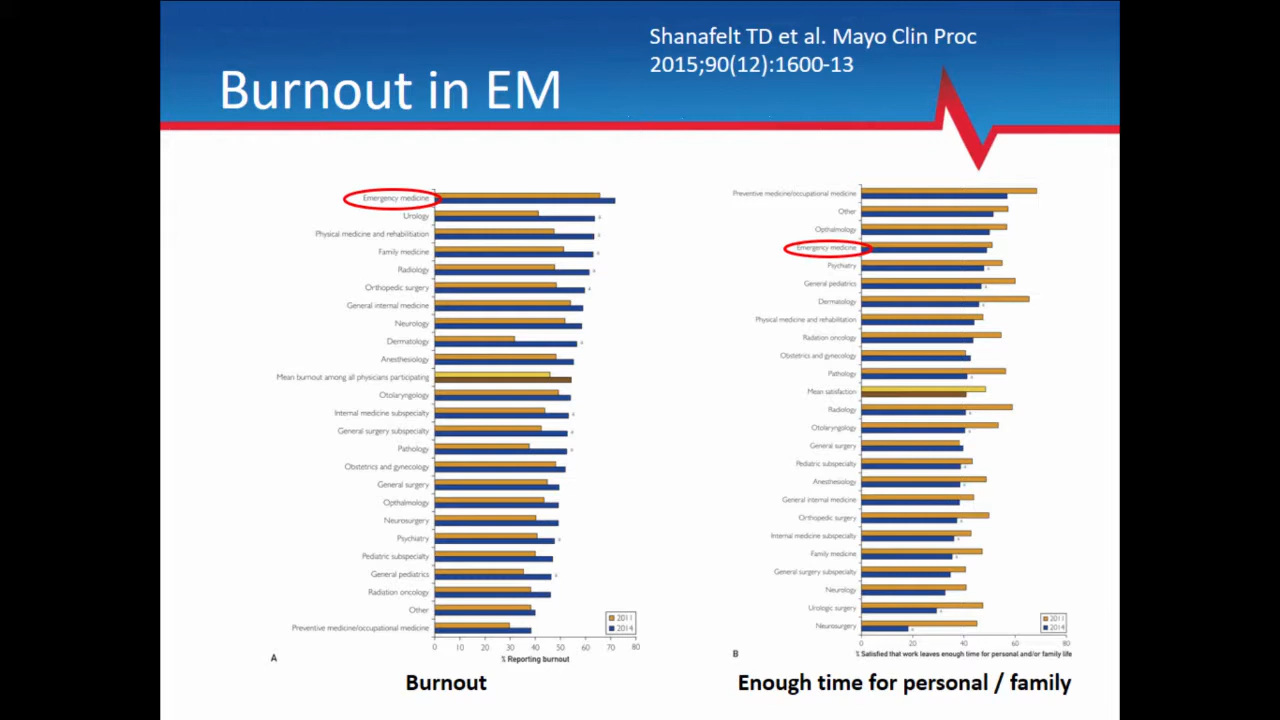 Shanafelt TD et al. Mayo Clin Proc
2015;90(12):1600-13
Burnout in EM
Emergency medicine
Urology
Physical medicine and rehabilitiation
Family medicine
Radiology
Orthopedic surgery
General internal medicine
Neurology
Dermatology
Anesthesiology
Mean burnout among all physicians participating
Otolaryngology
Internal medicine subspecialty
General surgery subspecialty
Pathology
Obstetrics and gynecology
General surgery
Opthalmology
Neurosurgery
Psychiatry
Pediatric subspecialty
General pediatrics
Radiation oncology
Other
Preventive medicine/occupational medicine
2011
2014
0 10 20 30 40 50 60 70 80
% Reporting burnout
A
Burnout
Preventive medicine/occupational medicine
Other
Opthalmology
Emergency medicine
Psychiatry
General pediatrics
Dermatology
Physical medicine and rehabilitation
Radation oncology
Obstetrics and gynecology
Pathology
Mean satisfaction
Radiology
Otolaryngology
General surgery
Pediatric subspecialty
Anesthesiology
General internal medicine
Orthopedic surgery
Internal medicine subspecialty
Family medicine
General surgery subspecialty
Neurology
Urologic surgery
Neurosurgery
2011
2014
0 20 40 60 80
% Satisfied that work leaves enough time for personal and/or family life
B
Enough time for personal / family